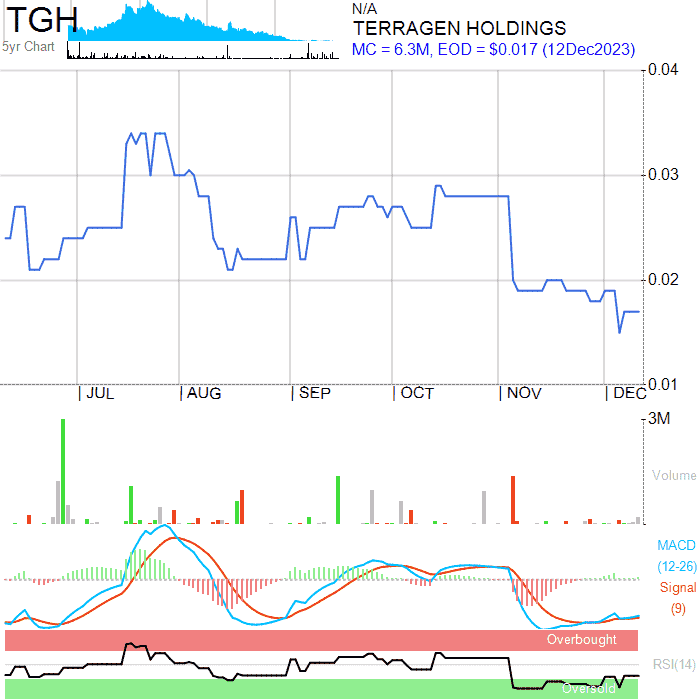 TGH
5yr Chart
N/A
TERRAGEN HOLDINGS
MC = 6.3M, EOD = $0.017 (12Dec2023)
0.04
0.03
0.02
0.01
JUL
AUG
SEP
OCT
NOV
DEC
3M
Volume
MACD
(12-26)
Signal
(9)
Overbought
RSI(14)
Oversold